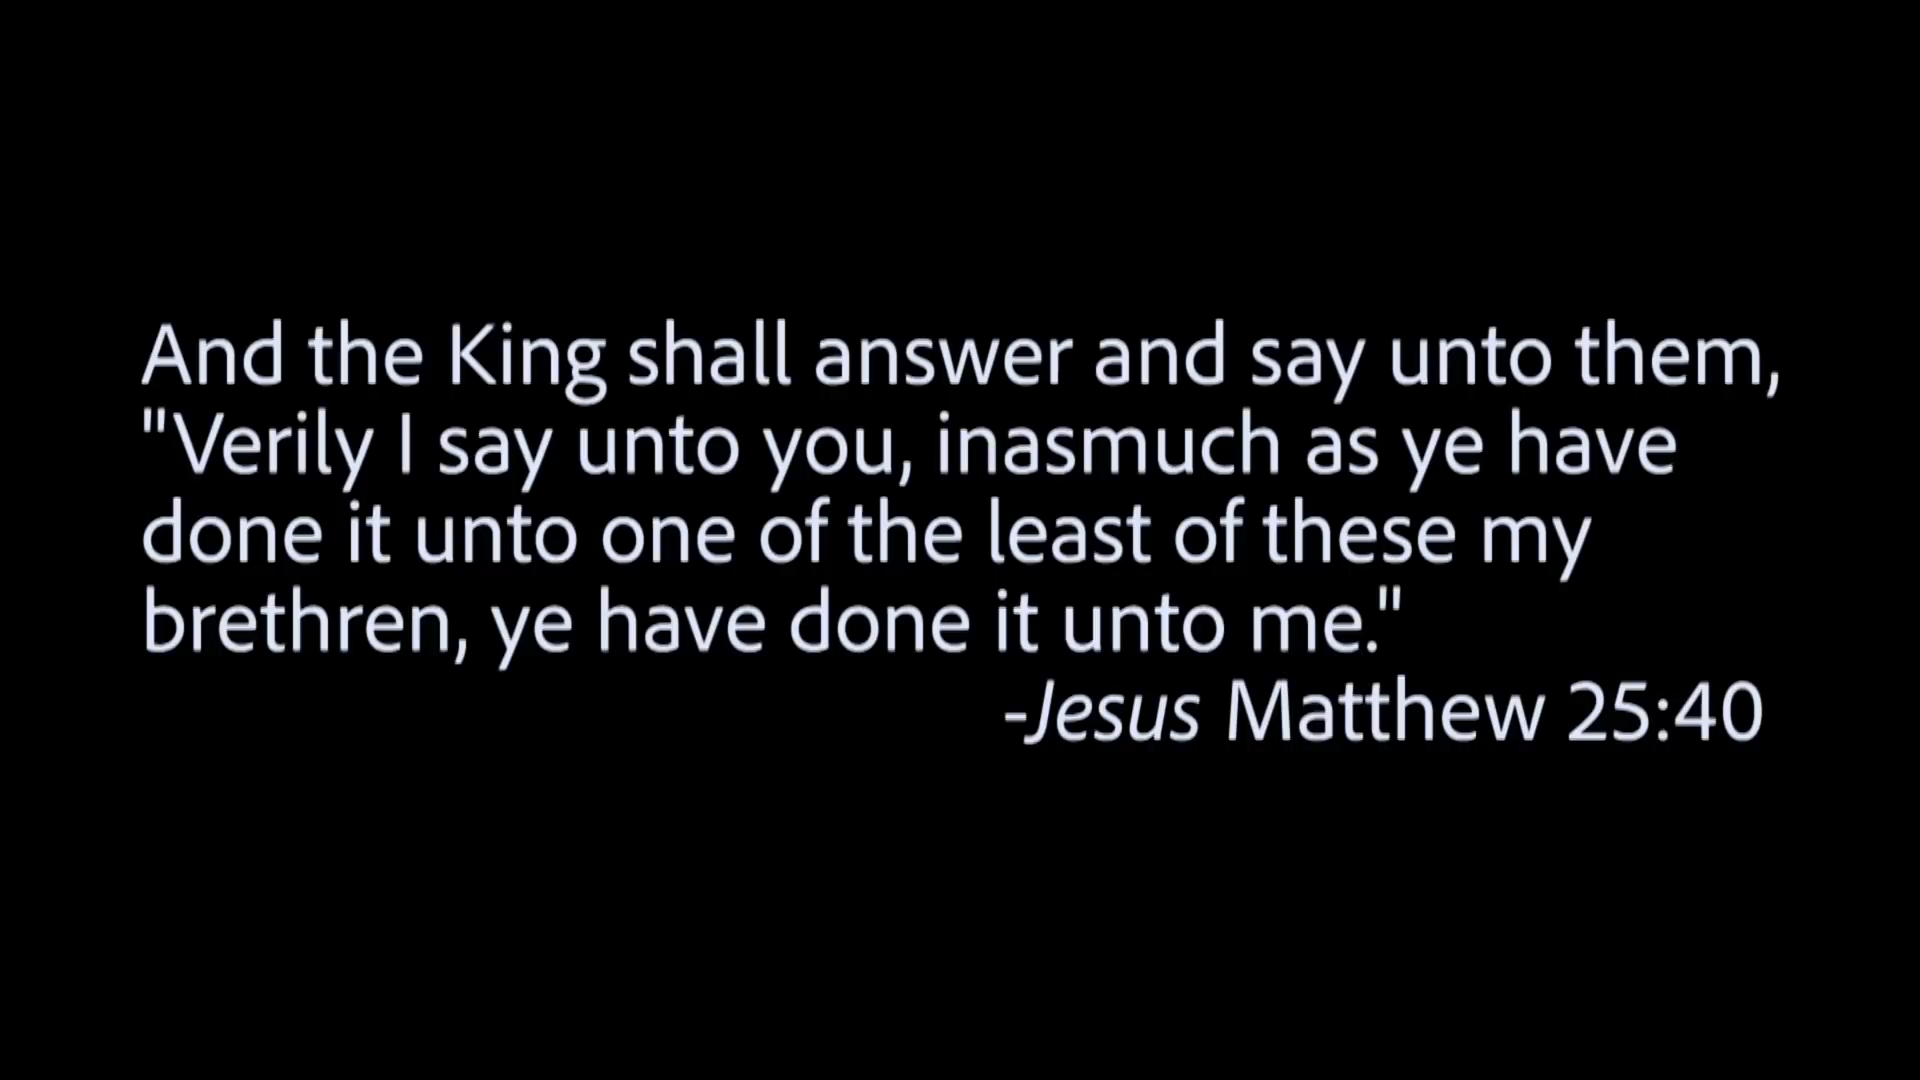 And the King shall answer and say unto them,
"Verily I say unto you, inasmuch as ye have
done it unto one of the least of these my
brethren, ye have done it unto me."
-Jesus Matthew 25:40